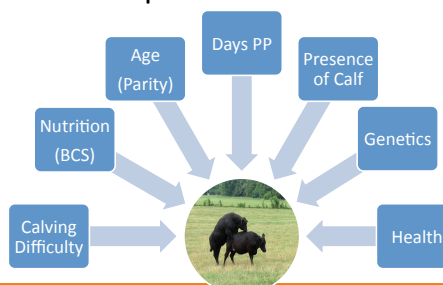 Calving
Difficulty
Nutrition
(BCS)
Age
(Parity)
Days PP
Presence
of Calf
Genetics
Health